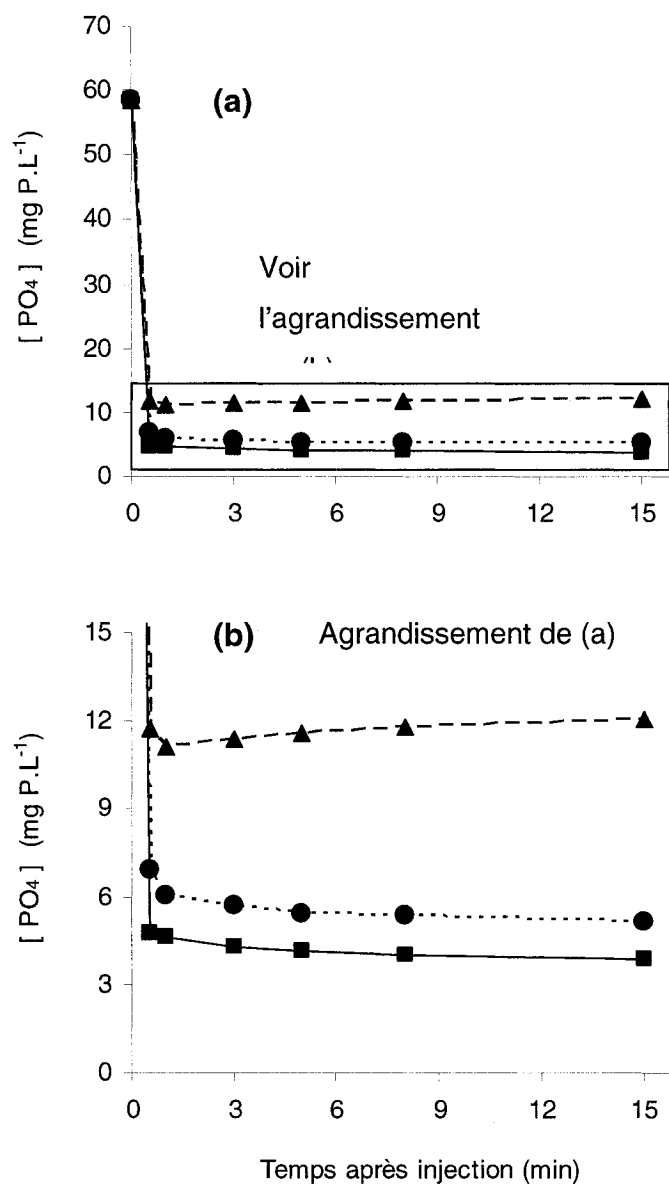 70
60
50
40
30
20
10
0
[ PO4 ] (mg P.L-1)
(a)
Voir
l'agrandissement
0 3 6 9 12 15
15
12
9
6
3
0
[ PO4 ] (mg P.L-1)
(b) Agrandissement de (a)
0 3 6 9 12 15
Temps après injection (min)